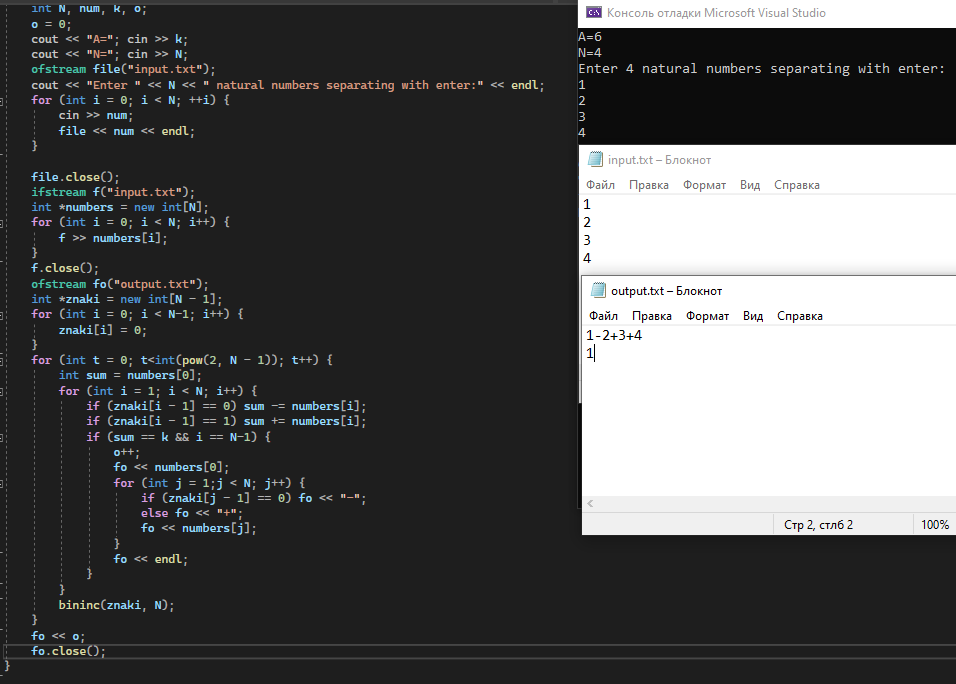 int N, num, k, o;
o = 0;
cout << "A="; cin >> k;
cout << "N="; cin >> N;
ofstream file("input.txt");
cout << "Enter " << N << " natural numbers separating with enter:" << endl;
for (int i = 0; i < N; ++i) {
cin >> num;
file << num << endl;
}
file.close();
ifstream f("input.txt");
int *numbers = new int[N];
for (int i = 0; i < N; i++) {
f >> numbers[i];
}
f.close();
ofstream fo("output.txt");
int *znaki = new int[N - 1];
for (int i = 0; i < N-1; i++) {
znaki[i] = 0;
}
for (int t = 0; t<int(pow(2, N - 1)); t++) {
int sum = numbers[0];
for (int i = 1; i < N; i++) {
if (znaki[i - 1] == 0) sum -= numbers[i];
if (znaki[i - 1] == 1) sum += numbers[i];
if (sum == k && i == N-1) {
o++;
fo << numbers[0];
for (int j = 1;j < N; j++) {
if (znaki[j - 1] == 0) fo << "-";
else fo << "+";
fo << numbers[j];
}
fo << endl;
}
}
bininc(znaki, N);
}
fo << o;
fo.close();
}
Консоль отладки Microsoft Visual Studio
A=6
N=4
Enter 4 natural numbers separating with enter:
1
2
3
4
input.txt – Блокнот
Файл Правка Формат Вид Справка
1
2
3
4
output.txt – Блокнот
Файл Правка Формат Вид Справка
1-2+3+4
1
Стр 2, стлб 2 100%